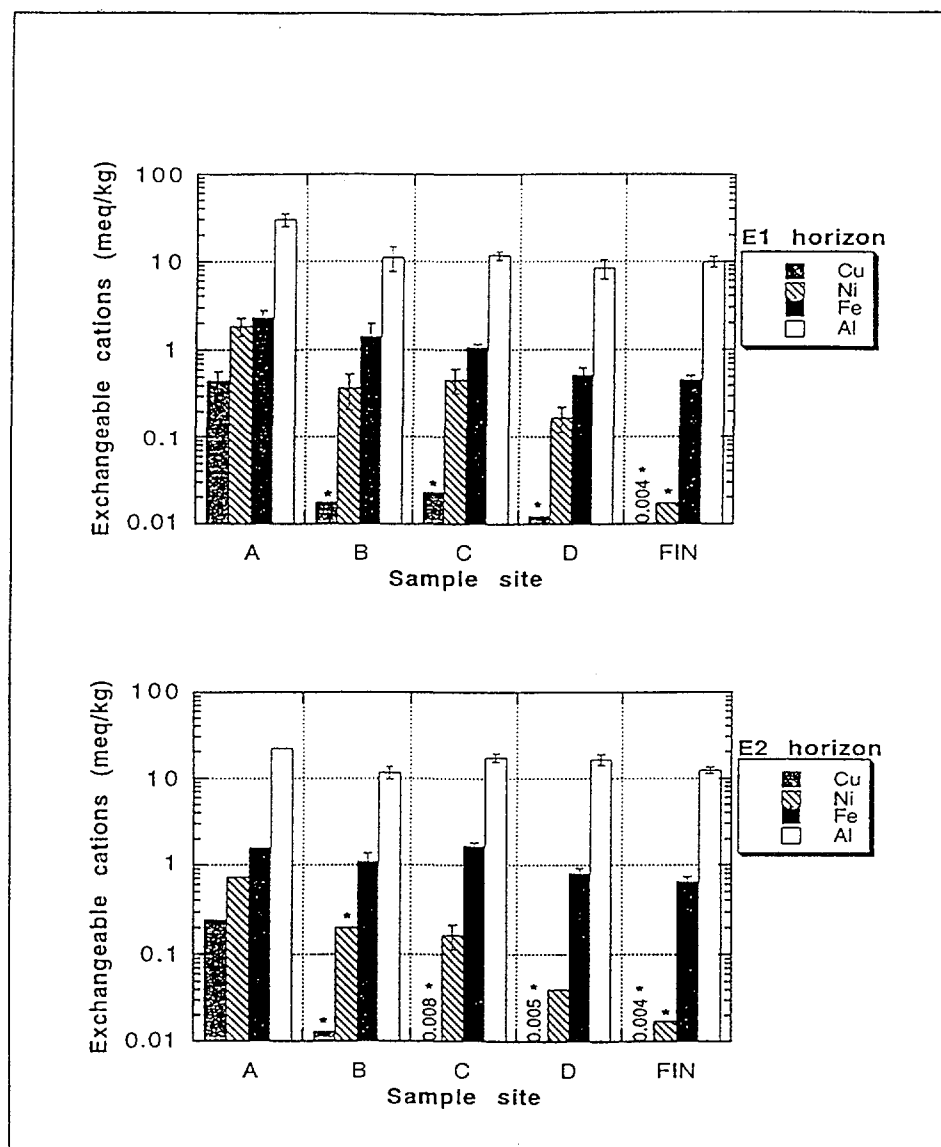 Exchangeable cations (meq/kg)
100
10
1
0.1
0.01
* * * 0.004 * *
A B C D FIN
Sample site
E1 horizon
Cu
Ni
Fe
Al
Exchangeable cations (meq/kg)
100
10
1
0.1
0.01
* * 0.008 * 0.005 * 0.004 * *
A B C D FIN
Sample site
E2 horizon
Cu
Ni
Fe
Al